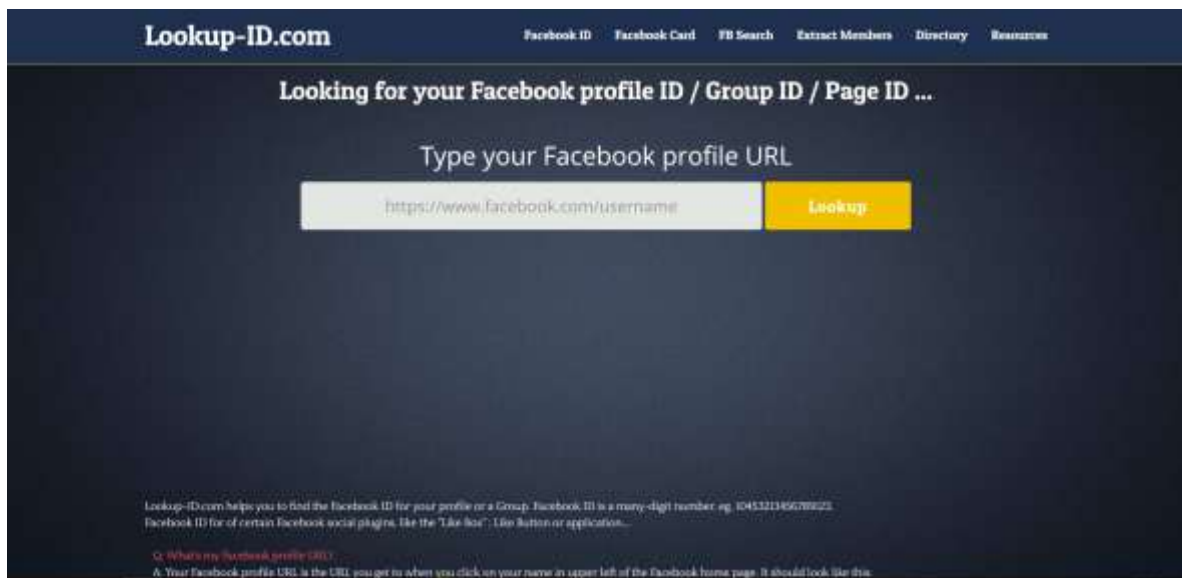 Lookup-ID.com
Facebook ID Facebook Card FB Search Extract Members Directory Resources
Looking for your Facebook profile ID / Group ID / Page ID ...
Type your Facebook profile URL
https://www.facebook.com/username
Lookup
Lookup-ID.com helps you to find the Facebook ID for your profile or a Group. Facebook ID is a many-digit number, eg.
Facebook ID for of certain Facebook social plugins, like the "Like Box" : Like Button or application...
Q: What's my Facebook profile URL?
A: Your Facebook profile URL is the URL you get to when you click on your name in upper left of the Facebook home page. It should look like this: